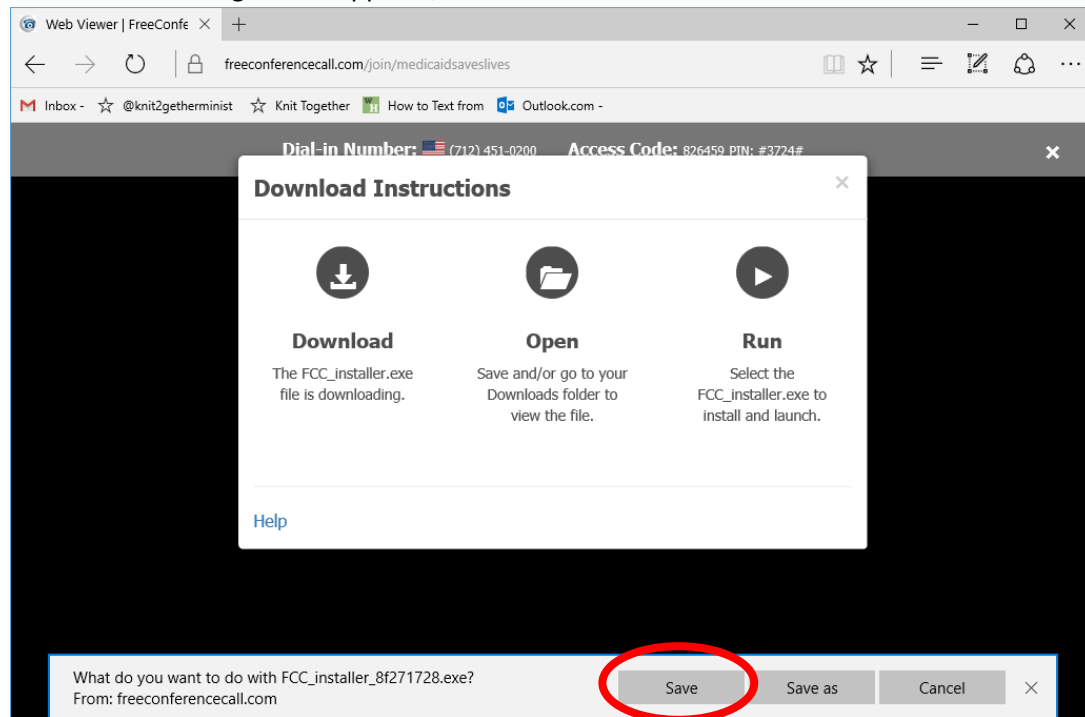 Web Viewer | FreeConfe
freeconferencecall.com/join/medicaidsaveslives
Inbox - @knit2getherminist Knit Together How to Text from Outlook.com -
Dial-in Number: (712) 451-0200 Access Code: 826459 PIN: #3724#
Download Instructions
Download
The FCC_installer.exe
file is downloading.
Open
Save and/or go to your
Downloads folder to
view the file.
Run
Select the
FCC_installer.exe to
install and launch.
Help
What do you want to do with FCC_installer_8f271728.exe?
From: freeconferencecall.com
Save Save as Cancel